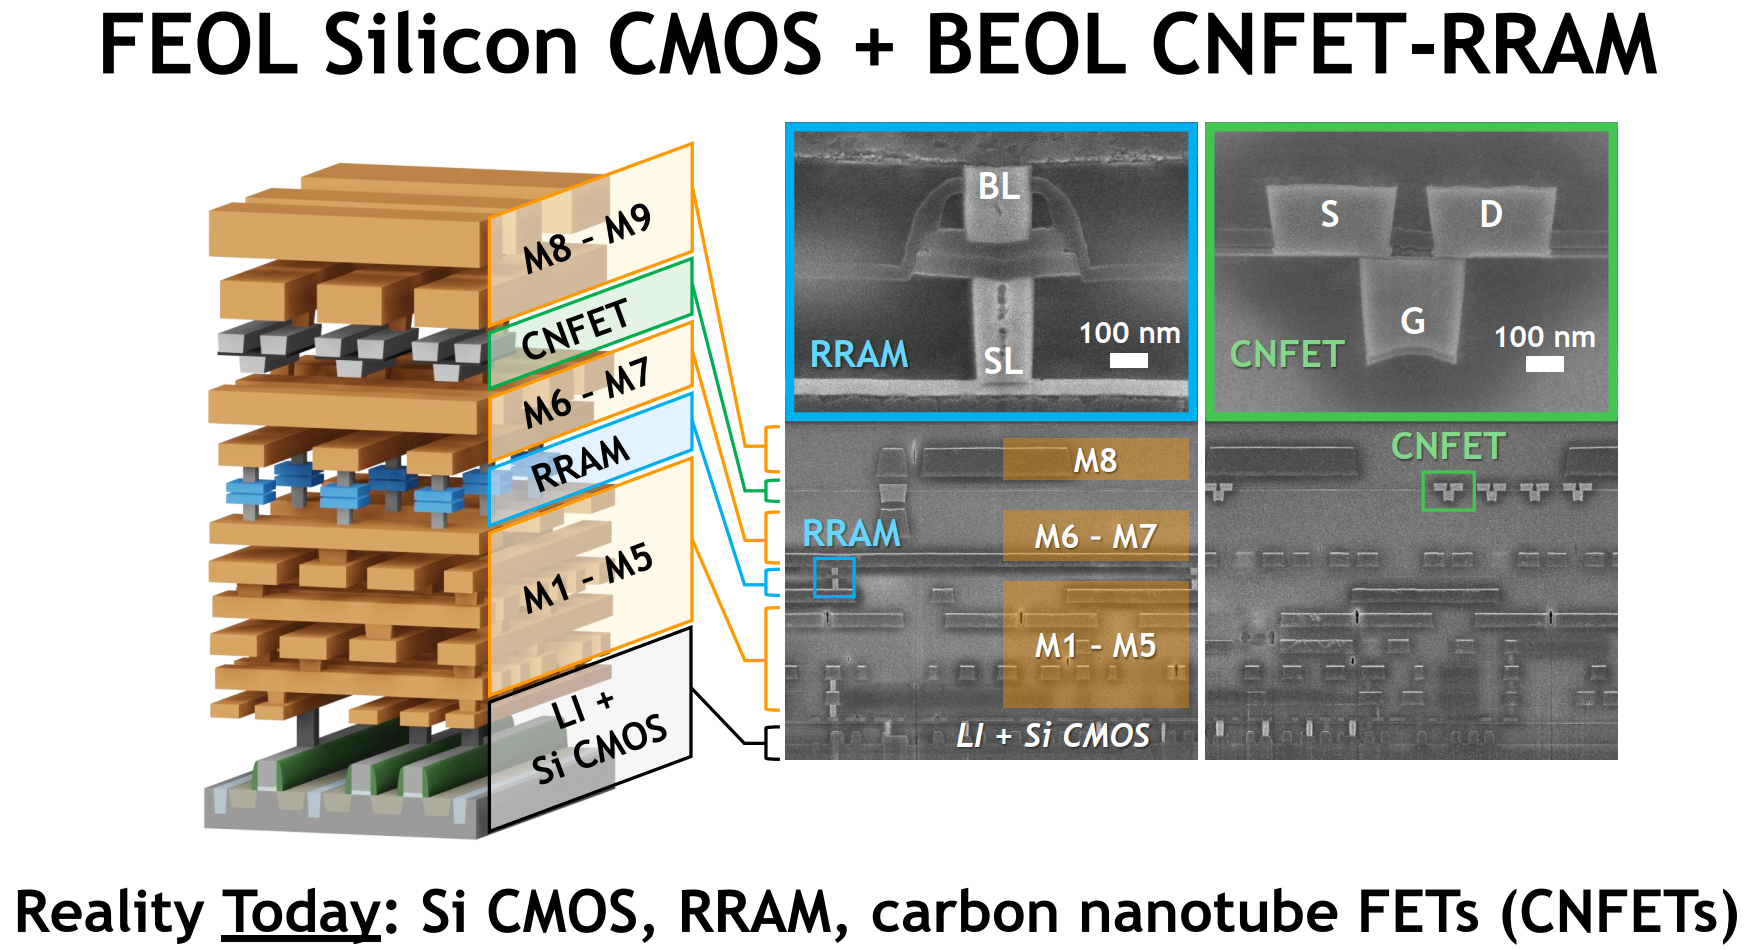 FEOL Silicon CMOS + BEOL CNFET-RRAM
M8 – M9
CNFET
M6 – M7
RRAM
M1 – M5
LI +
Si CMOS
BL
SL
RRAM
100 nm
S
D
G
CNFET
100 nm
M8
RRAM
M6 – M7
M1 – M5
LI + Si CMOS
CNFET
Reality Today: Si CMOS, RRAM, carbon nanotube FETs (CNFETs)